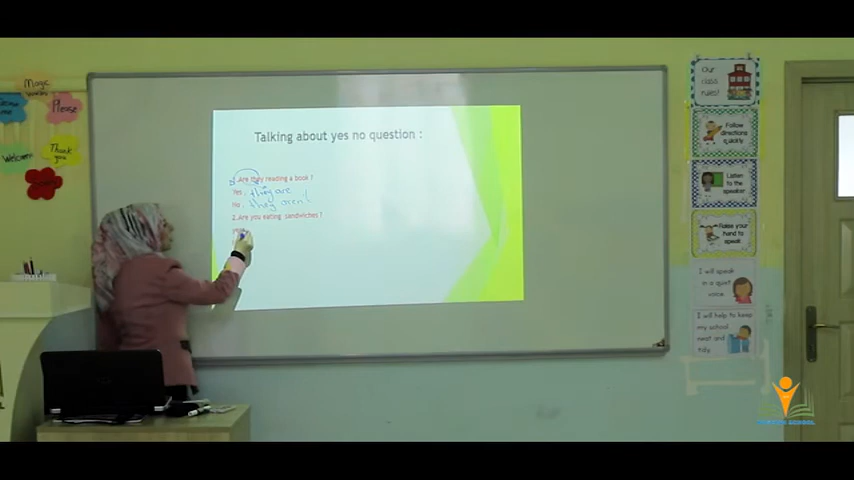 Talking about yes no question :
Are they reading a book ?
Yes , they are
No , they aren't
2.Are you eating sandwiches ?
Magic
Please
Welcome
Thank
you
Our
class
rules!
Follow
directions
quickly
Listen
to the
speaker
Raise your
hand to
speak
I will speak
in a quiet
voice
I will help to keep
my school
neat and
tidy